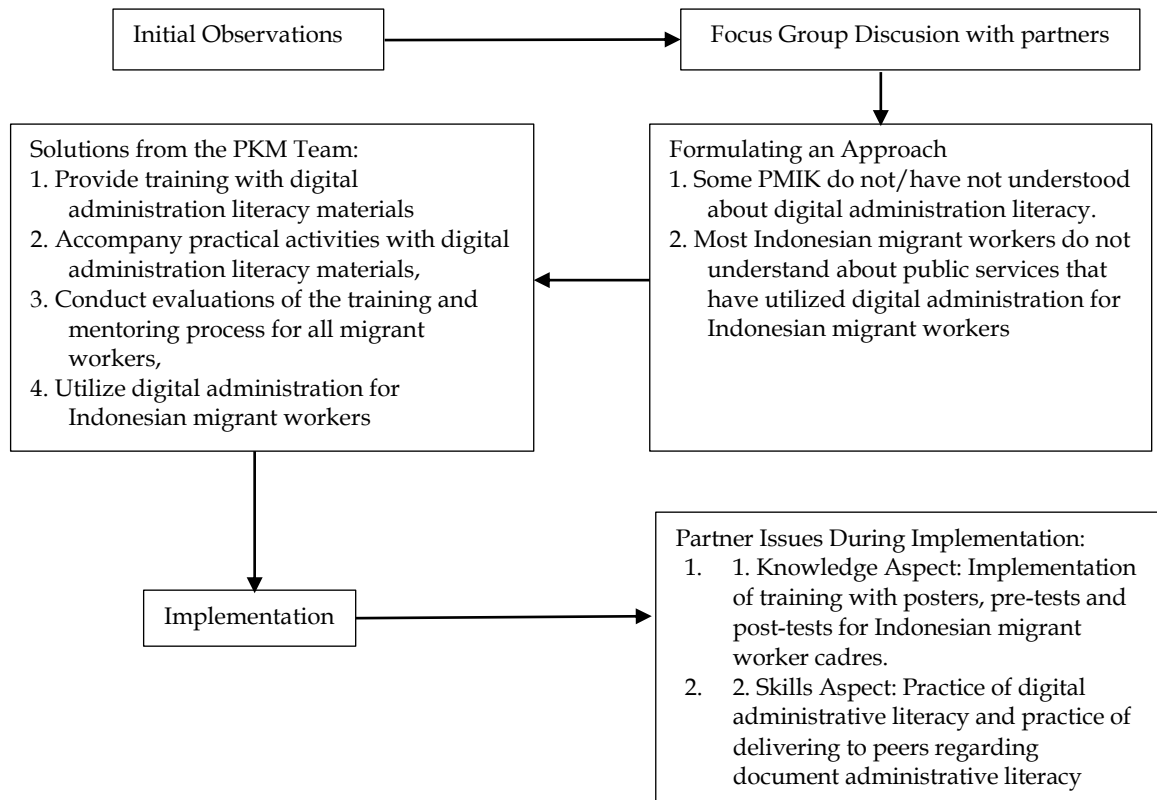 Initial Observations
Focus Group Discusion with partners
Formulating an Approach
1. Some PMIK do not/have not understood
about digital administration literacy.
2. Most Indonesian migrant workers do not
understand about public services that
have utilized digital administration for
Indonesian migrant workers
Solutions from the PKM Team:
1. Provide training with digital
administration literacy materials
2. Accompany practical activities with digital
administration literacy materials,
3. Conduct evaluations of the training and
mentoring process for all migrant
workers,
4. Utilize digital administration for
Indonesian migrant workers
Implementation
Partner Issues During Implementation:
1. 1. Knowledge Aspect: Implementation
of training with posters, pre-tests and
post-tests for Indonesian migrant
worker cadres.
2. 2. Skills Aspect: Practice of digital
administrative literacy and practice of
delivering to peers regarding
document administrative literacy